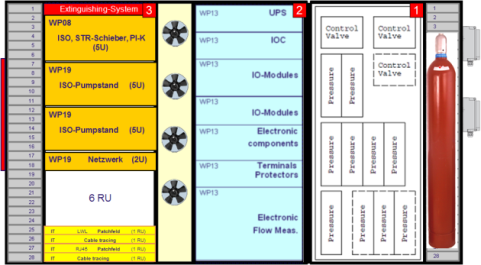 Extinguishing-System 3
WP08
ISO, STR-Schieber, PI-K
(5U)
WP19
ISO-Pumpstand (5U)
WP19
ISO-Pumpstand (5U)
WP19 Netzwerk (2U)
6 RU
IT LWL Patchfeld (1 RU)
IT Cable tracing (1 RU)
IT RJ45 Patchfeld (1 RU)
IT Cable tracing (1 RU)
2
WP13 UPS
WP13 IOC
WP13
IO-Modules
WP13
IO-Modules
WP13 Electronic
components
WP13 Terminals
Protectors
WP13
Electronic
Flow Meas.
1
Control
Valve
Control
Valve
Control
Valve
Pressure
Pressure
Pressure
Pressure
Pressure
Pressure
Pressure
Pressure
Pressure
Pressure
1
2
3
4
5
6
7
8
9
10
11
12
13
14
15
16
17
18
19
20
21
22
23
24
25
26
27
28
1
2
3
28